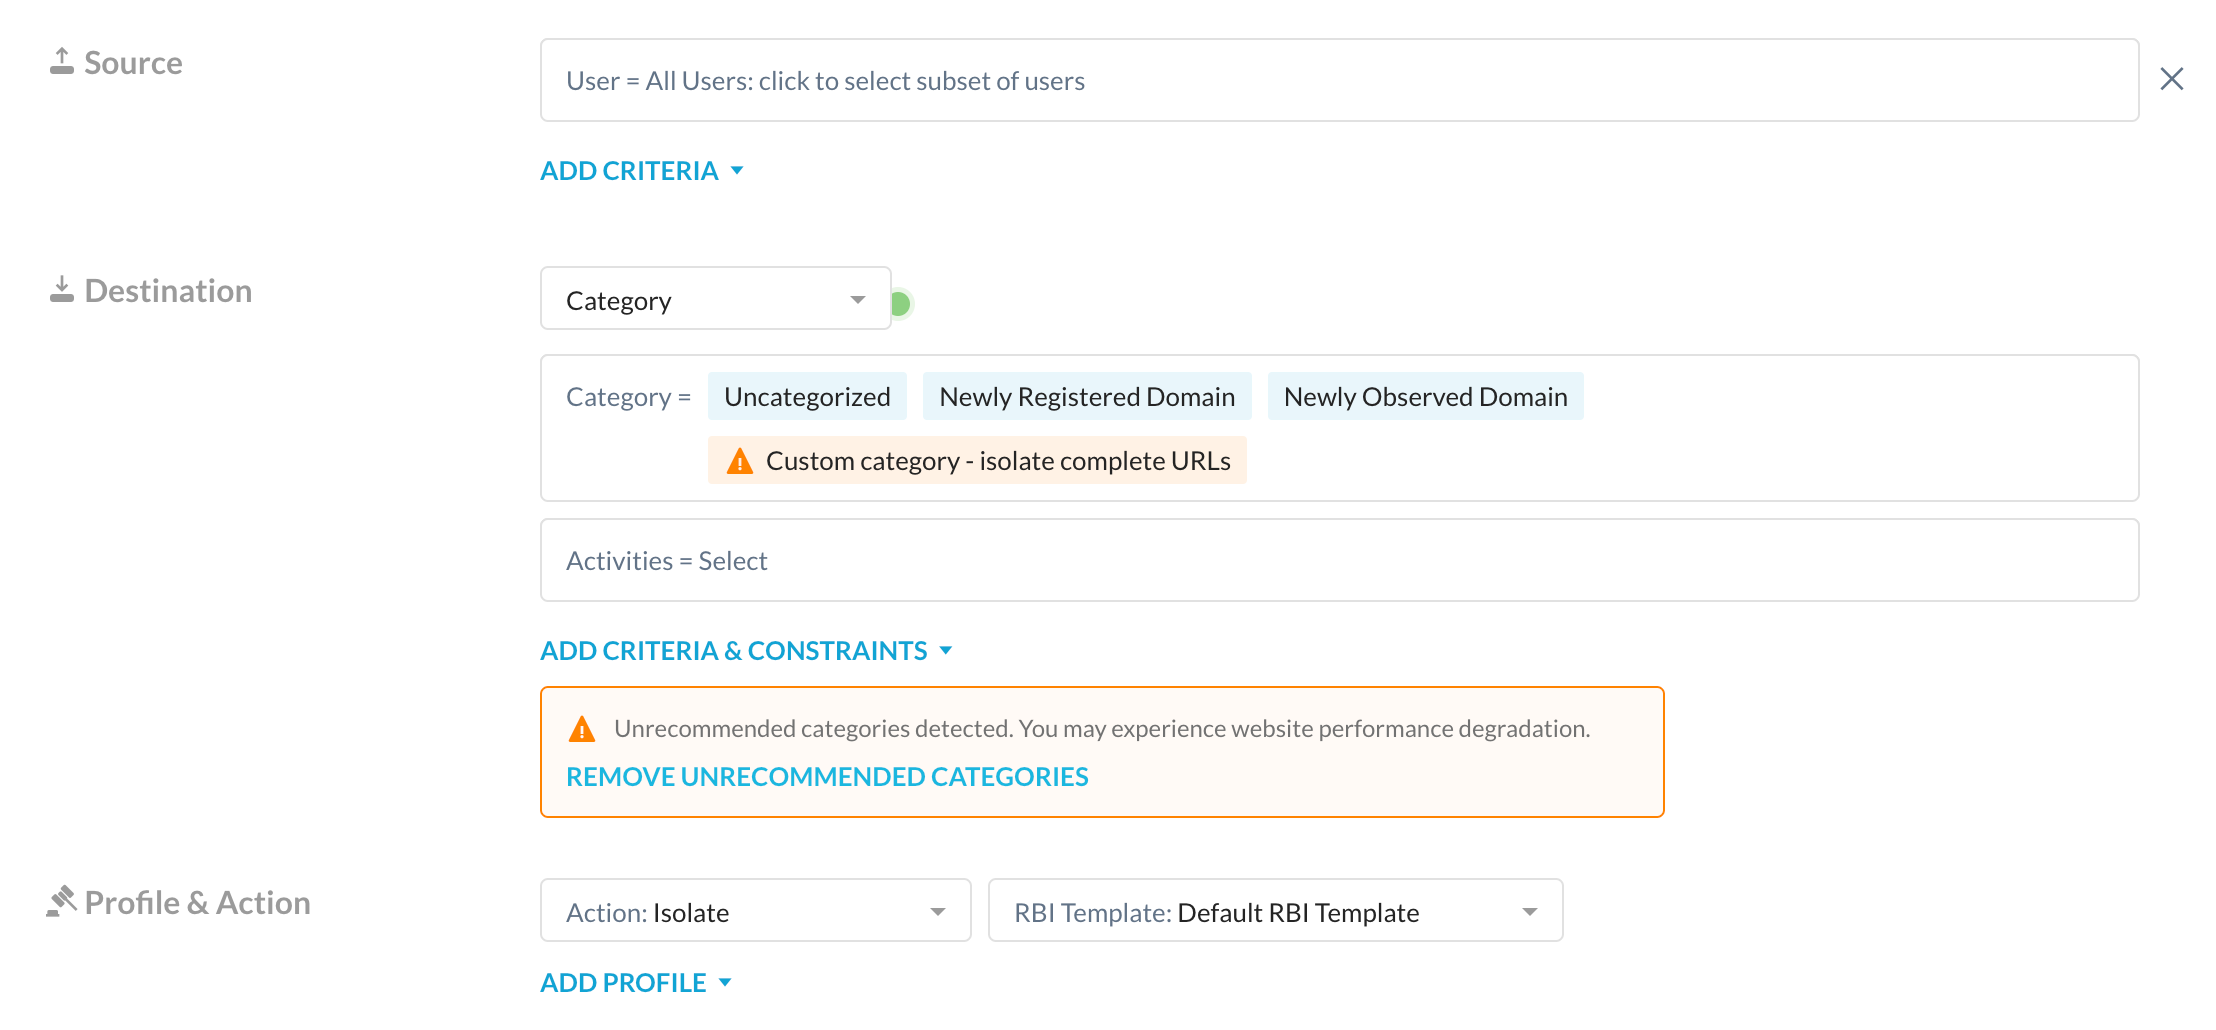 Source
User = All Users: click to select subset of users
ADD CRITERIA
Destination
Category
Category = Uncategorized Newly Registered Domain Newly Observed Domain
Custom category - isolate complete URLs
Activities = Select
ADD CRITERIA & CONSTRAINTS
Unrecommended categories detected. You may experience website performance degradation.
REMOVE UNRECOMMENDED CATEGORIES
Profile & Action
Action: Isolate
RBI Template: Default RBI Template
ADD PROFILE